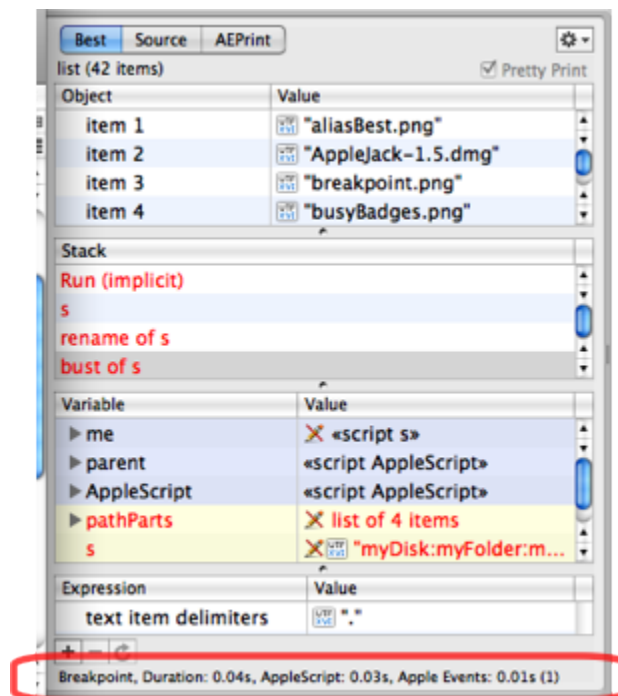 Best Source AEPrint
list (42 items) Pretty Print
Object Value
item 1 "aliasBest.png"
item 2 "AppleJack-1.5.dmg"
item 3 "breakpoint.png"
item 4 "busyBadges.png"
Stack
Run (implicit)
s
rename of s
bust of s
Variable Value
me «script s»
parent «script AppleScript»
AppleScript «script AppleScript»
pathParts list of 4 items
s "myDisk:myFolder:m...
Expression Value
text item delimiters "."
Breakpoint, Duration: 0.04s, AppleScript: 0.03s, Apple Events: 0.01s (1)